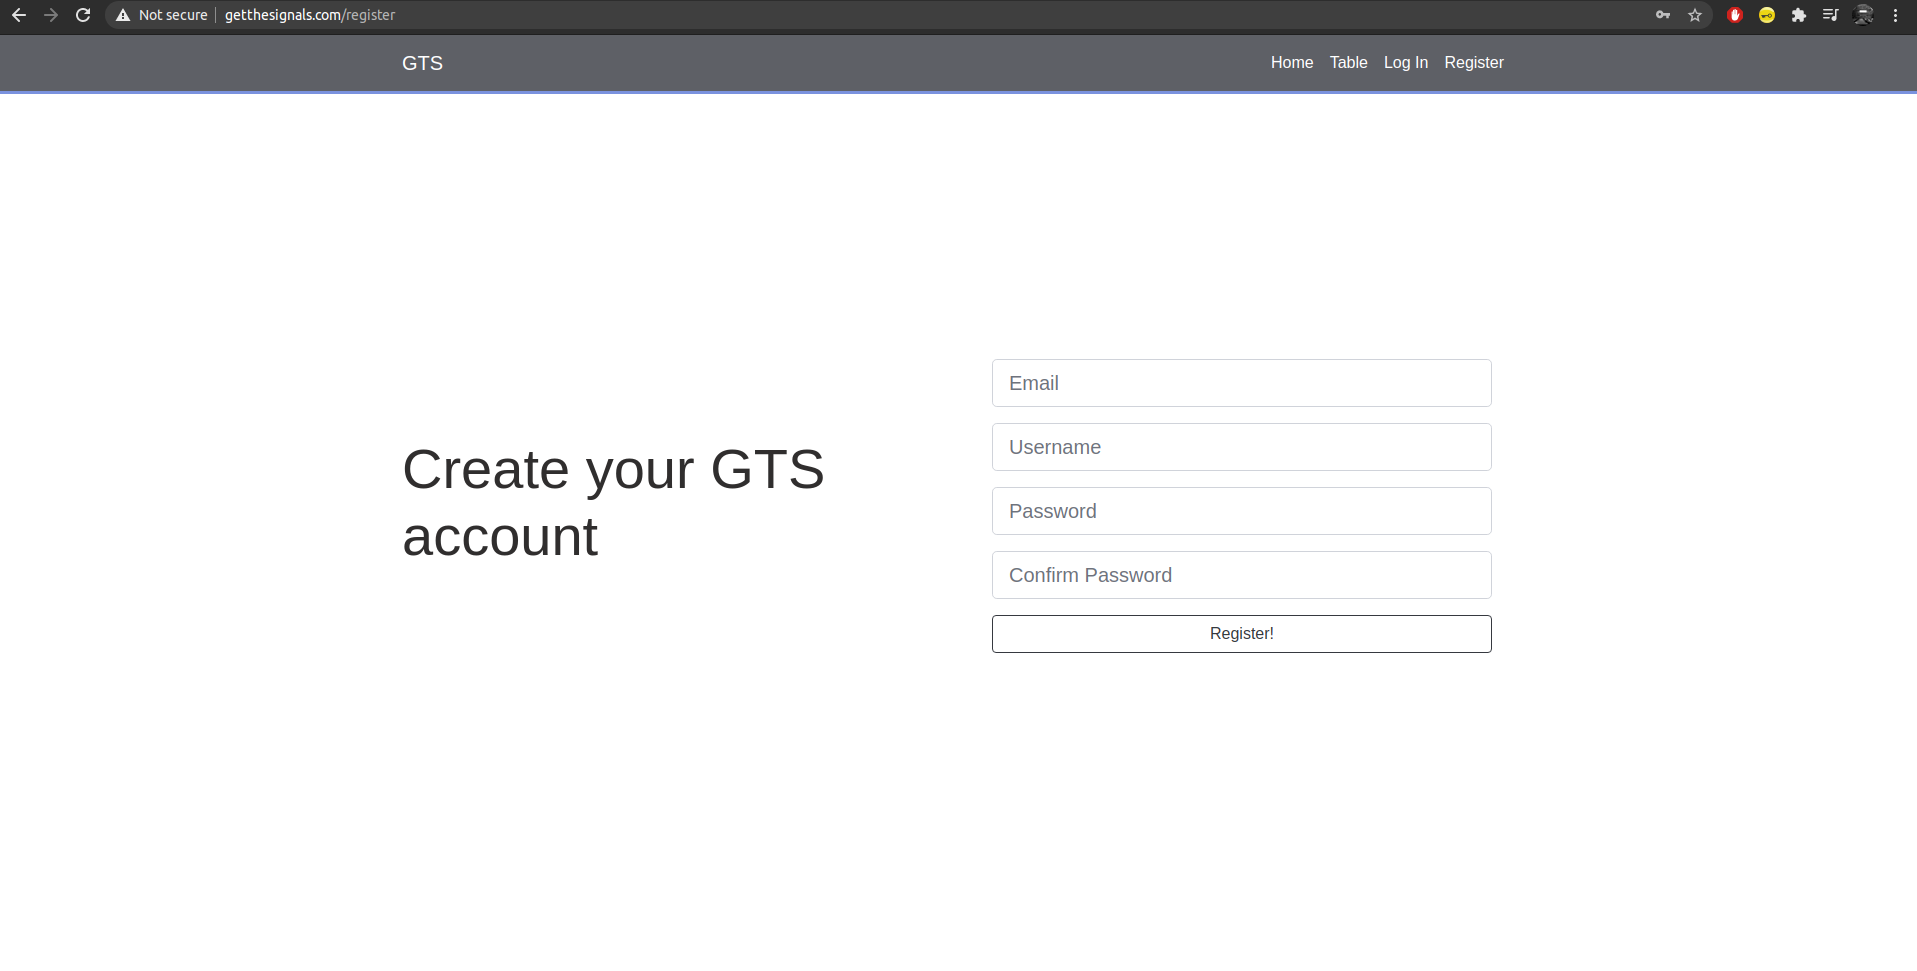 Not secure getthesignals.com/register
GTS Home Table Log In Register
Create your GTS
account
Email
Username
Password
Confirm Password
Register!